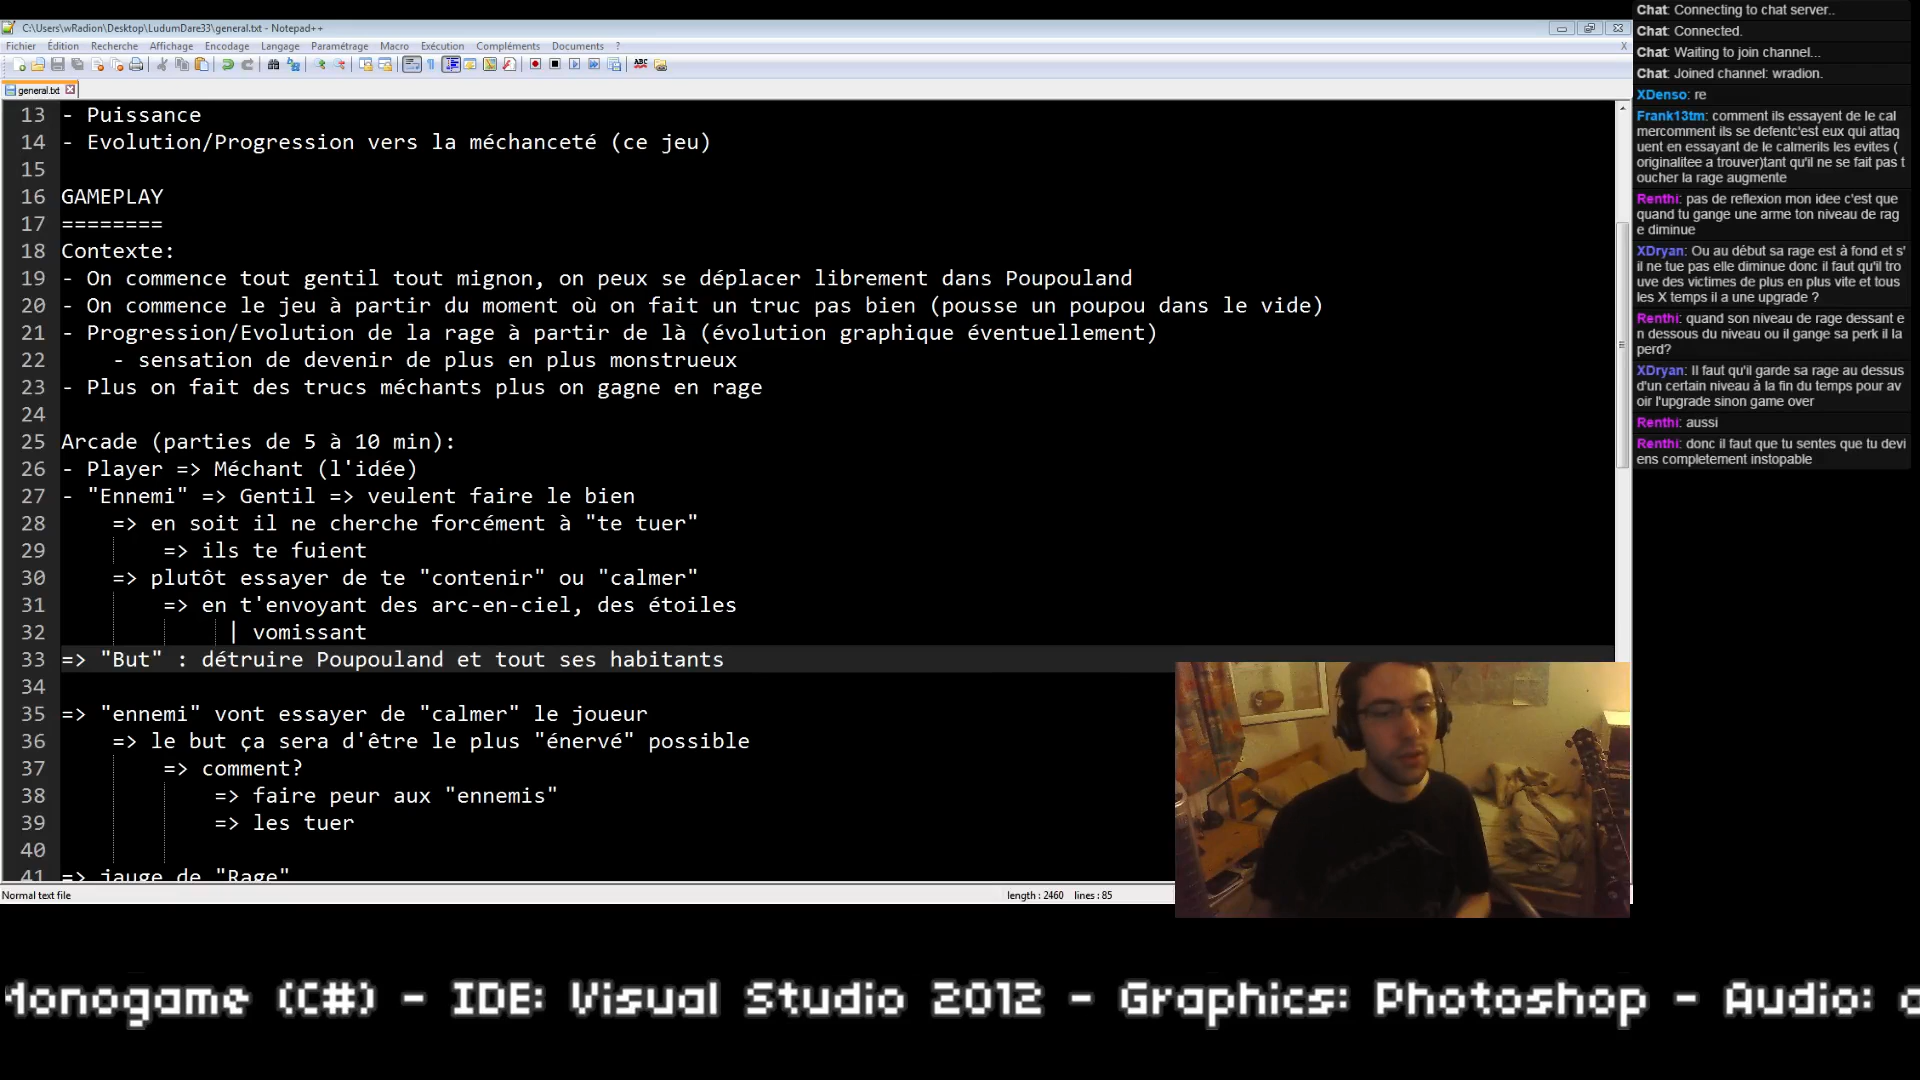 C:\Users\wRadion\Desktop\LudumDare33\general.txt - Notepad++
Fichier Édition Recherche Affichage Encodage Langage Paramétrage Macro Exécution Compléments Documents ? X
general.txt
13 - Puissance
14 - Evolution/Progression vers la méchanceté (ce jeu)
15
16 GAMEPLAY
17 ========
18 Contexte:
19 - On commence tout gentil tout mignon, on peux se déplacer librement dans Poupouland
20 - On commence le jeu à partir du moment où on fait un truc pas bien (pousse un poupou dans le vide)
21 - Progression/Evolution de la rage à partir de là (évolution graphique éventuellement)
22 - sensation de devenir de plus en plus monstrueux
23 - Plus on fait des trucs méchants plus on gagne en rage
24
25 Arcade (parties de 5 à 10 min):
26 - Player => Méchant (l'idée)
27 - "Ennemi" => Gentil => veulent faire le bien
28 => en soit il ne cherche forcément à "te tuer"
29 => ils te fuient
30 => plutôt essayer de te "contenir" ou "calmer"
31 => en t'envoyant des arc-en-ciel, des étoiles
32 | vomissant
33 => "But" : détruire Poupouland et tout ses habitants
34
35 => "ennemi" vont essayer de "calmer" le joueur
36 => le but ça sera d'être le plus "énervé" possible
37 => comment?
38 => faire peur aux "ennemis"
39 => les tuer
40
41 => jauge de "Rage"
Normal text file length : 2460 lines : 85
Chat: Connecting to chat server..
Chat: Connected.
Chat: Waiting to join channel...
Chat: Joined channel: wradion.
XDenso: re
Frank13tm: comment ils essayent de le cal
mercomment ils se defentc'est eux qui attaq
uent en essayant de le calmerils les evites (
originalitee a trouver)tant qu'il ne se fait pas t
oucher la rage augmente
Renthi: pas de reflexion mon idee c'est que
quand tu gange une arme ton niveau de rag
e diminue
XDryan: Ou au début sa rage est à fond et s'
il ne tue pas elle diminue donc il faut qu'il tro
uve des victimes de plus en plus vite et tous
les X temps il a une upgrade ?
Renthi: quand son niveau de rage dessant e
n dessous du niveau ou il gange sa perk il la
perd?
XDryan: Il faut qu'il garde sa rage au dessus
d'un certain niveau à la fin du temps pour av
oir l'upgrade sinon game over
Renthi: aussi
Renthi: donc il faut que tu sentes que tu devi
ens completement instopable
Monogame (C#) - IDE: Visual Studio 2012 - Graphics: Photoshop - Audio: